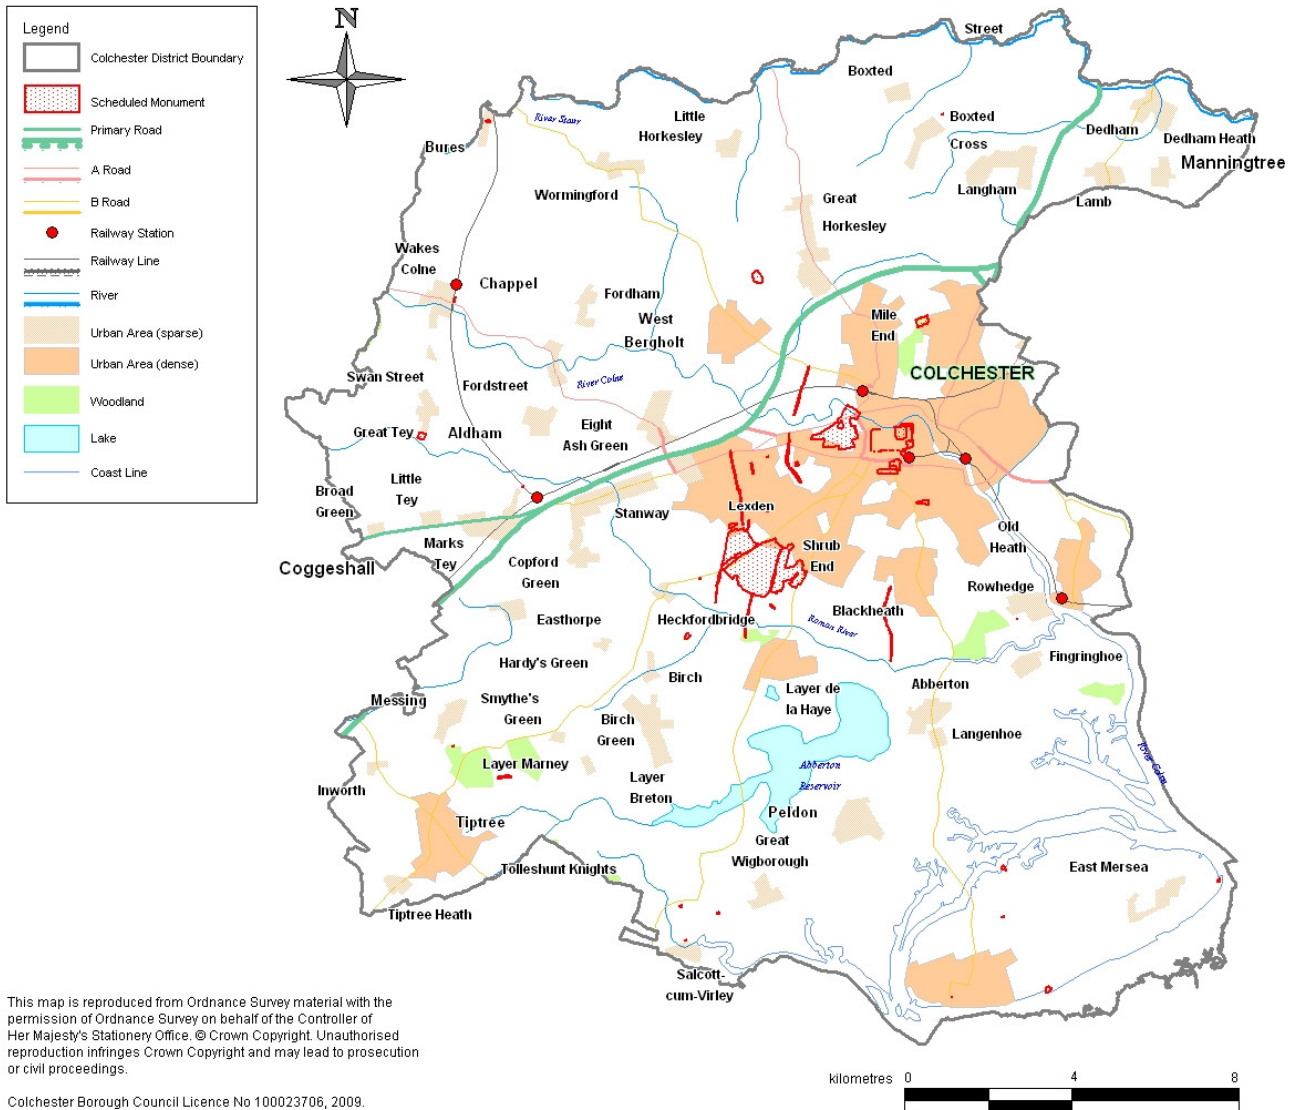 Legend
Colchester District Boundary
Scheduled Monument
Primary Road
A Road
B Road
Railway Station
Railway Line
River
Urban Area (sparse)
Urban Area (dense)
Woodland
Lake
Coast Line
N
Street
Boxted
Little
Horkesley
River Stour
Boxted
Cross
Dedham
Dedham Heath
Manningtree
Bures
Wormingford
Langham
Lamb
Great
Horkesley
Wakes
Colne
Chappel
Fordham
West
Bergholt
Mile
End
COLCHESTER
Swan Street
Fordstreet
River Colne
Great Tey
Aldham
Eight
Ash Green
Little
Tey
Broad
Green
Stanway
Lexden
Old
Heath
Marks
Tey
Coggeshall
Copford
Green
Shrub
End
Rowhedge
Easthorpe
Heckfordbridge
Blackheath
Roman River
Hardy's Green
Birch
Fingringhoe
Abberton
Messing
Smythe's
Green
Layer de
la Haye
Birch
Green
Langenhoe
Layer Marney
Abberton
Reservoir
River Colne
Inworth
Layer
Breton
Peldon
Tiptree
Great
Wigborough
Tolleshunt Knights
East Mersea
Tiptree Heath
Salcott-
cum-Virley
This map is reproduced from Ordnance Survey material with the
permission of Ordnance Survey on behalf of the Controller of
Her Majesty's Stationery Office. © Crown Copyright. Unauthorised
reproduction infringes Crown Copyright and may lead to prosecution
or civil proceedings.
Colchester Borough Council Licence No 100023706, 2009.
kilometres 0 4 8